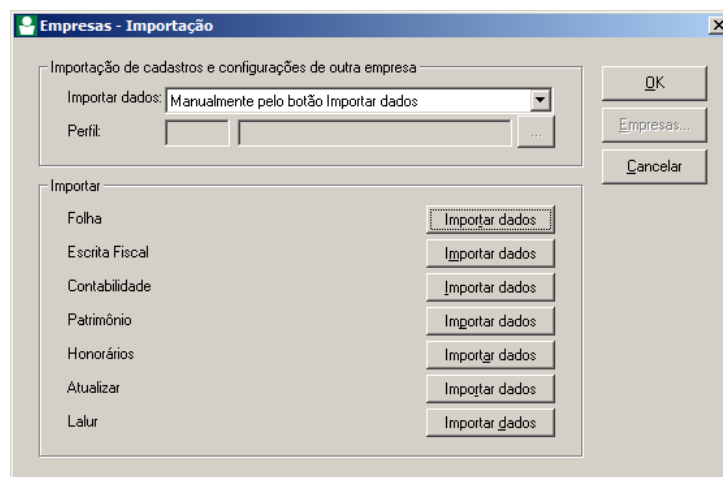 Empresas - Importação
Importação de cadastros e configurações de outra empresa
Importar dados: Manualmente pelo botão Importar dados
Perfil: ...
OK
Empresas...
Cancelar
Importar
Folha Importar dados
Escrita Fiscal Importar dados
Contabilidade Importar dados
Patrimônio Importar dados
Honorários Importar dados
Atualizar Importar dados
Lalur Importar dados